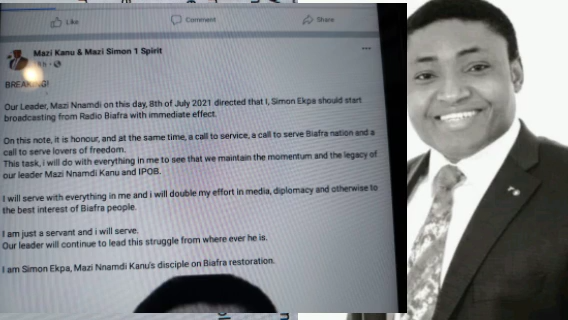 Like Comment Share
Mazi Kanu & Mazi Simon 1 Spirit
h ·
BREAKING!
Our Leader, Mazi Nnamdi on this day, 8th of July 2021 directed that I, Simon Ekpa should start
broadcasting from Radio Biafra with immediate effect.
On this note, it is honour, and at the same time, a call to service, a call to serve Biafra nation and a
call to serve lovers of freedom.
This task, i will do with everything in me to see that we maintain the momentum and the legacy of
our leader Mazi Nnamdi Kanu and IPOB.
I will serve with everything in me and i will double my effort in media, diplomacy and otherwise to
the best interest of Biafra people.
I am just a servant and i will serve.
Our leader will continue to lead this struggle from where ever he is.
I am Simon Ekpa, Mazi Nnamdi Kanu's disciple on Biafra restoration.